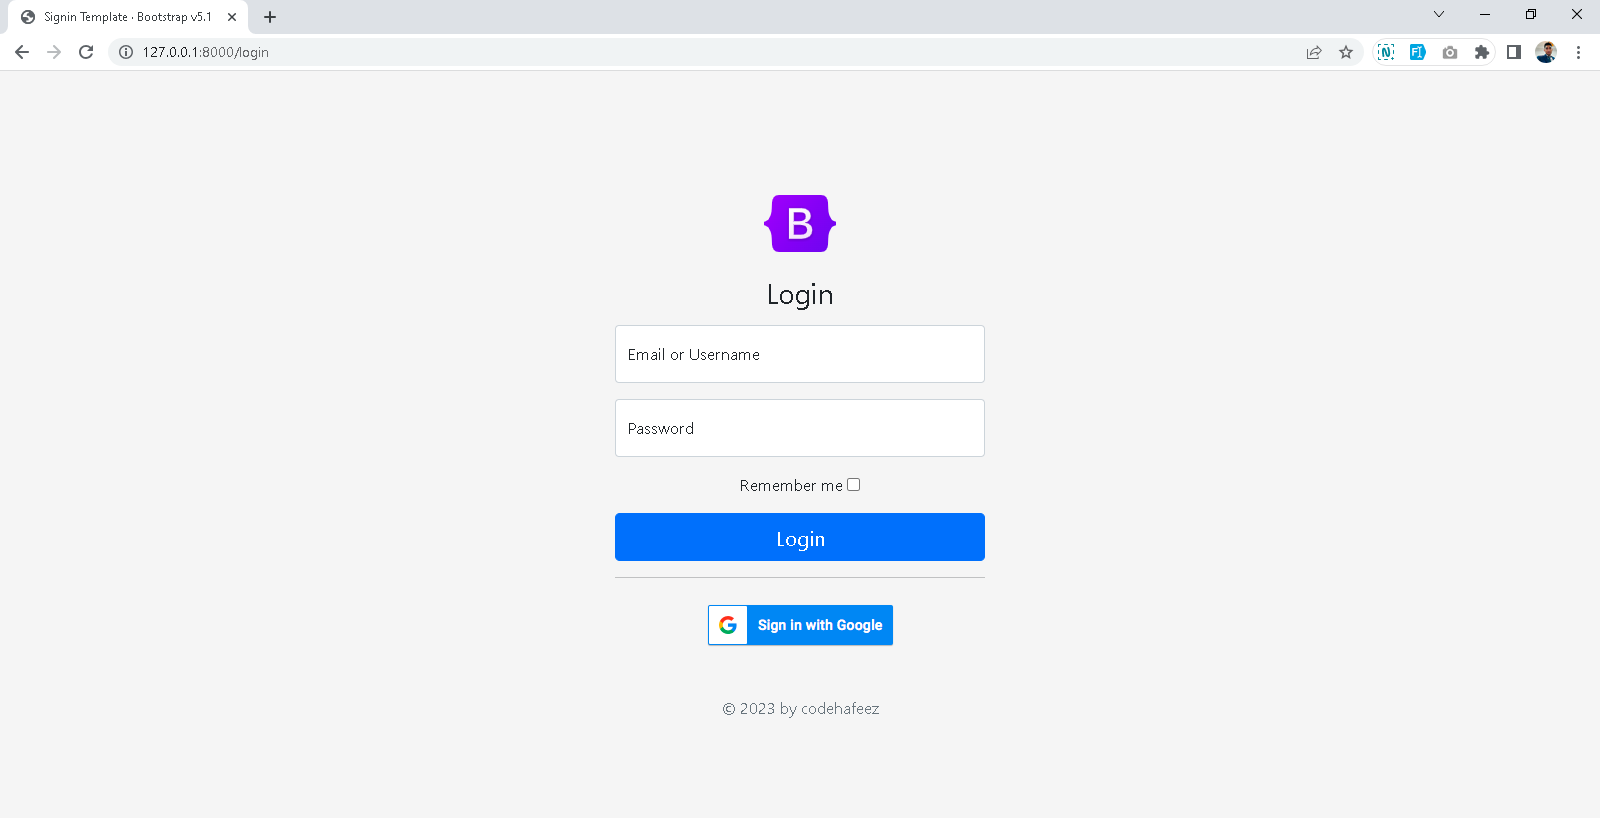 Signin Template · Bootstrap v5.1
127.0.0.1:8000/login
N
FI
B
Login
Email or Username
Password
Remember me
Login
G Sign in with Google
© 2023 by codehafeez